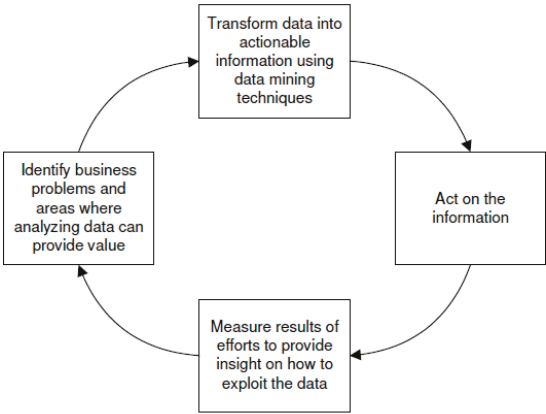 Transform data into
actionable
information using
data mining
techniques
Identify business
problems and
areas where
analyzing data can
provide value
Act on the
information
Measure results of
efforts to provide
insight on how to
exploit the data